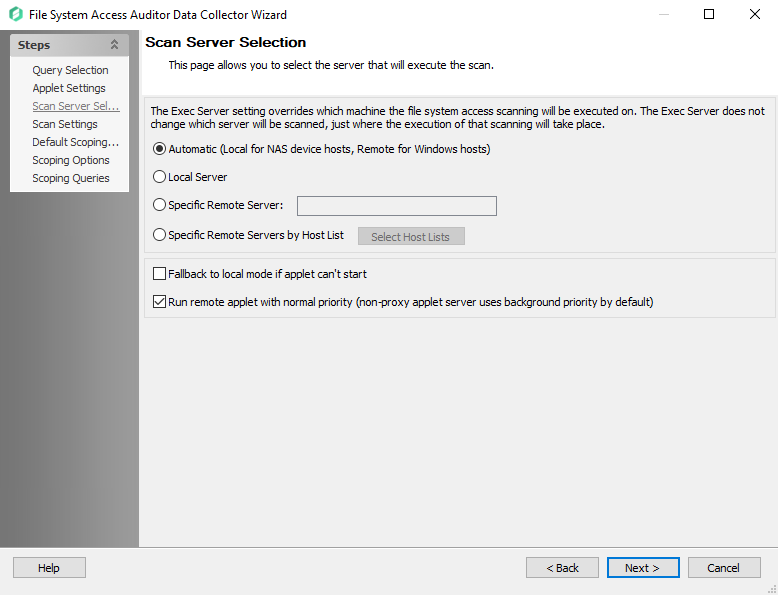 File System Access Auditor Data Collector Wizard
Steps
Query Selection
Applet Settings
Scan Server Sel...
Scan Settings
Default Scoping...
Scoping Options
Scoping Queries
Scan Server Selection
This page allows you to select the server that will execute the scan.
The Exec Server setting overrides which machine the file system access scanning will be executed on. The Exec Server does not
change which server will be scanned, just where the execution of that scanning will take place.
Automatic (Local for NAS device hosts, Remote for Windows hosts)
Local Server
Specific Remote Server:
Specific Remote Servers by Host List
Select Host Lists
Fallback to local mode if applet can't start
Run remote applet with normal priority (non-proxy applet server uses background priority by default)
Help
< Back
Next >
Cancel